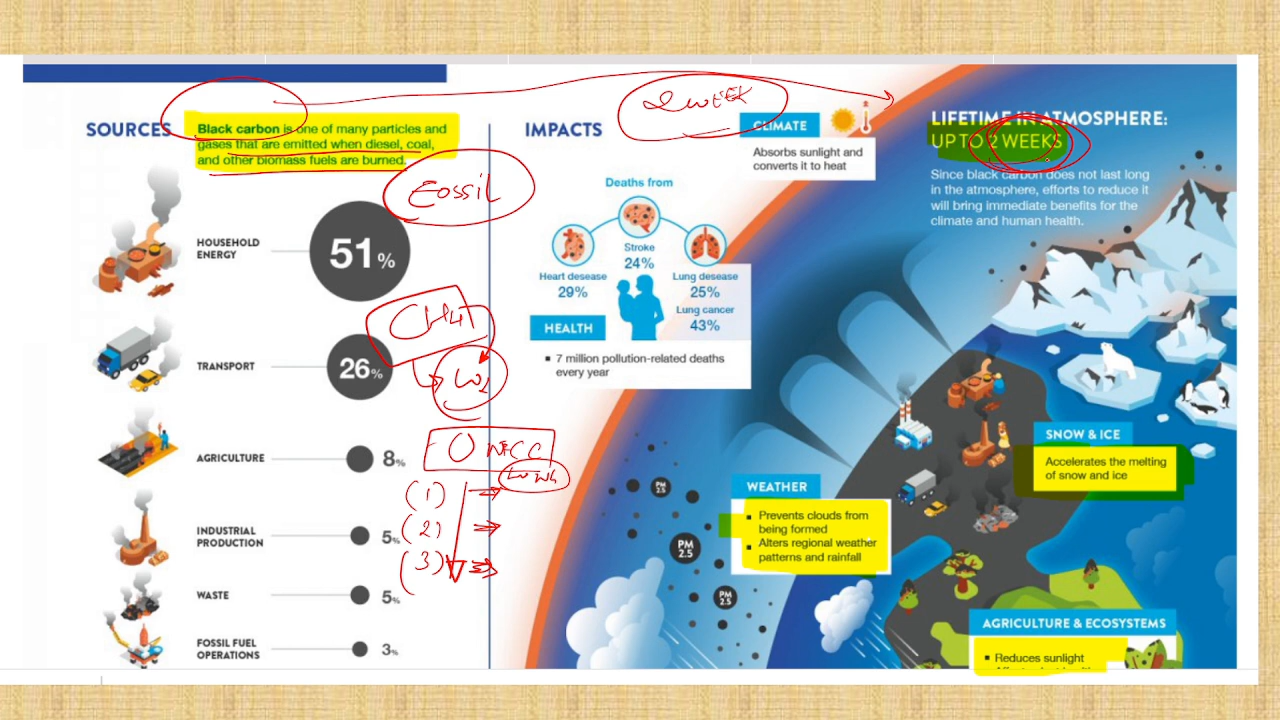 SOURCES
Black carbon is one of many particles and
gases that are emitted when diesel, coal,
and other biomass fuels are burned.
Fossil
HOUSEHOLD
ENERGY
51%
CH4
TRANSPORT
26%
AGRICULTURE
8%
(1)
(2)
(3)
INDUSTRIAL
PRODUCTION
5%
WASTE
5%
FOSSIL FUEL
OPERATIONS
3%
IMPACTS
2 WEEK
CLIMATE
Absorbs sunlight and
converts it to heat
Deaths from
Stroke
24%
Heart desease
29%
Lung desease
25%
Lung cancer
43%
HEALTH
▪ 7 million pollution-related deaths
every year
LIFETIME IN ATMOSPHERE:
UP TO 2 WEEKS
Since black carbon does not last long
in the atmosphere, efforts to reduce it
will bring immediate benefits for the
climate and human health.
SNOW & ICE
Accelerates the melting
of snow and ice
PM
2.5
PM
2.5
PM
2.5
WEATHER
▪ Prevents clouds from
being formed
▪ Alters regional weather
patterns and rainfall
AGRICULTURE & ECOSYSTEMS
▪ Reduces sunlight